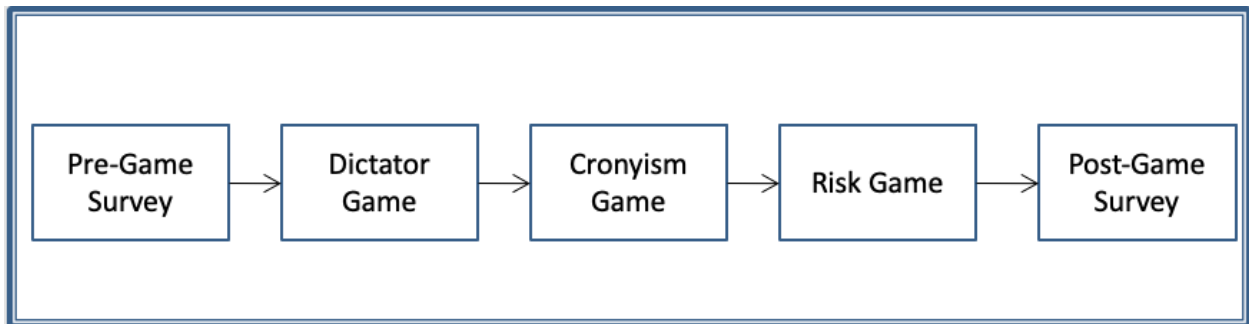 Pre-Game
Survey
Dictator
Game
Cronyism
Game
Risk Game
Post-Game
Survey